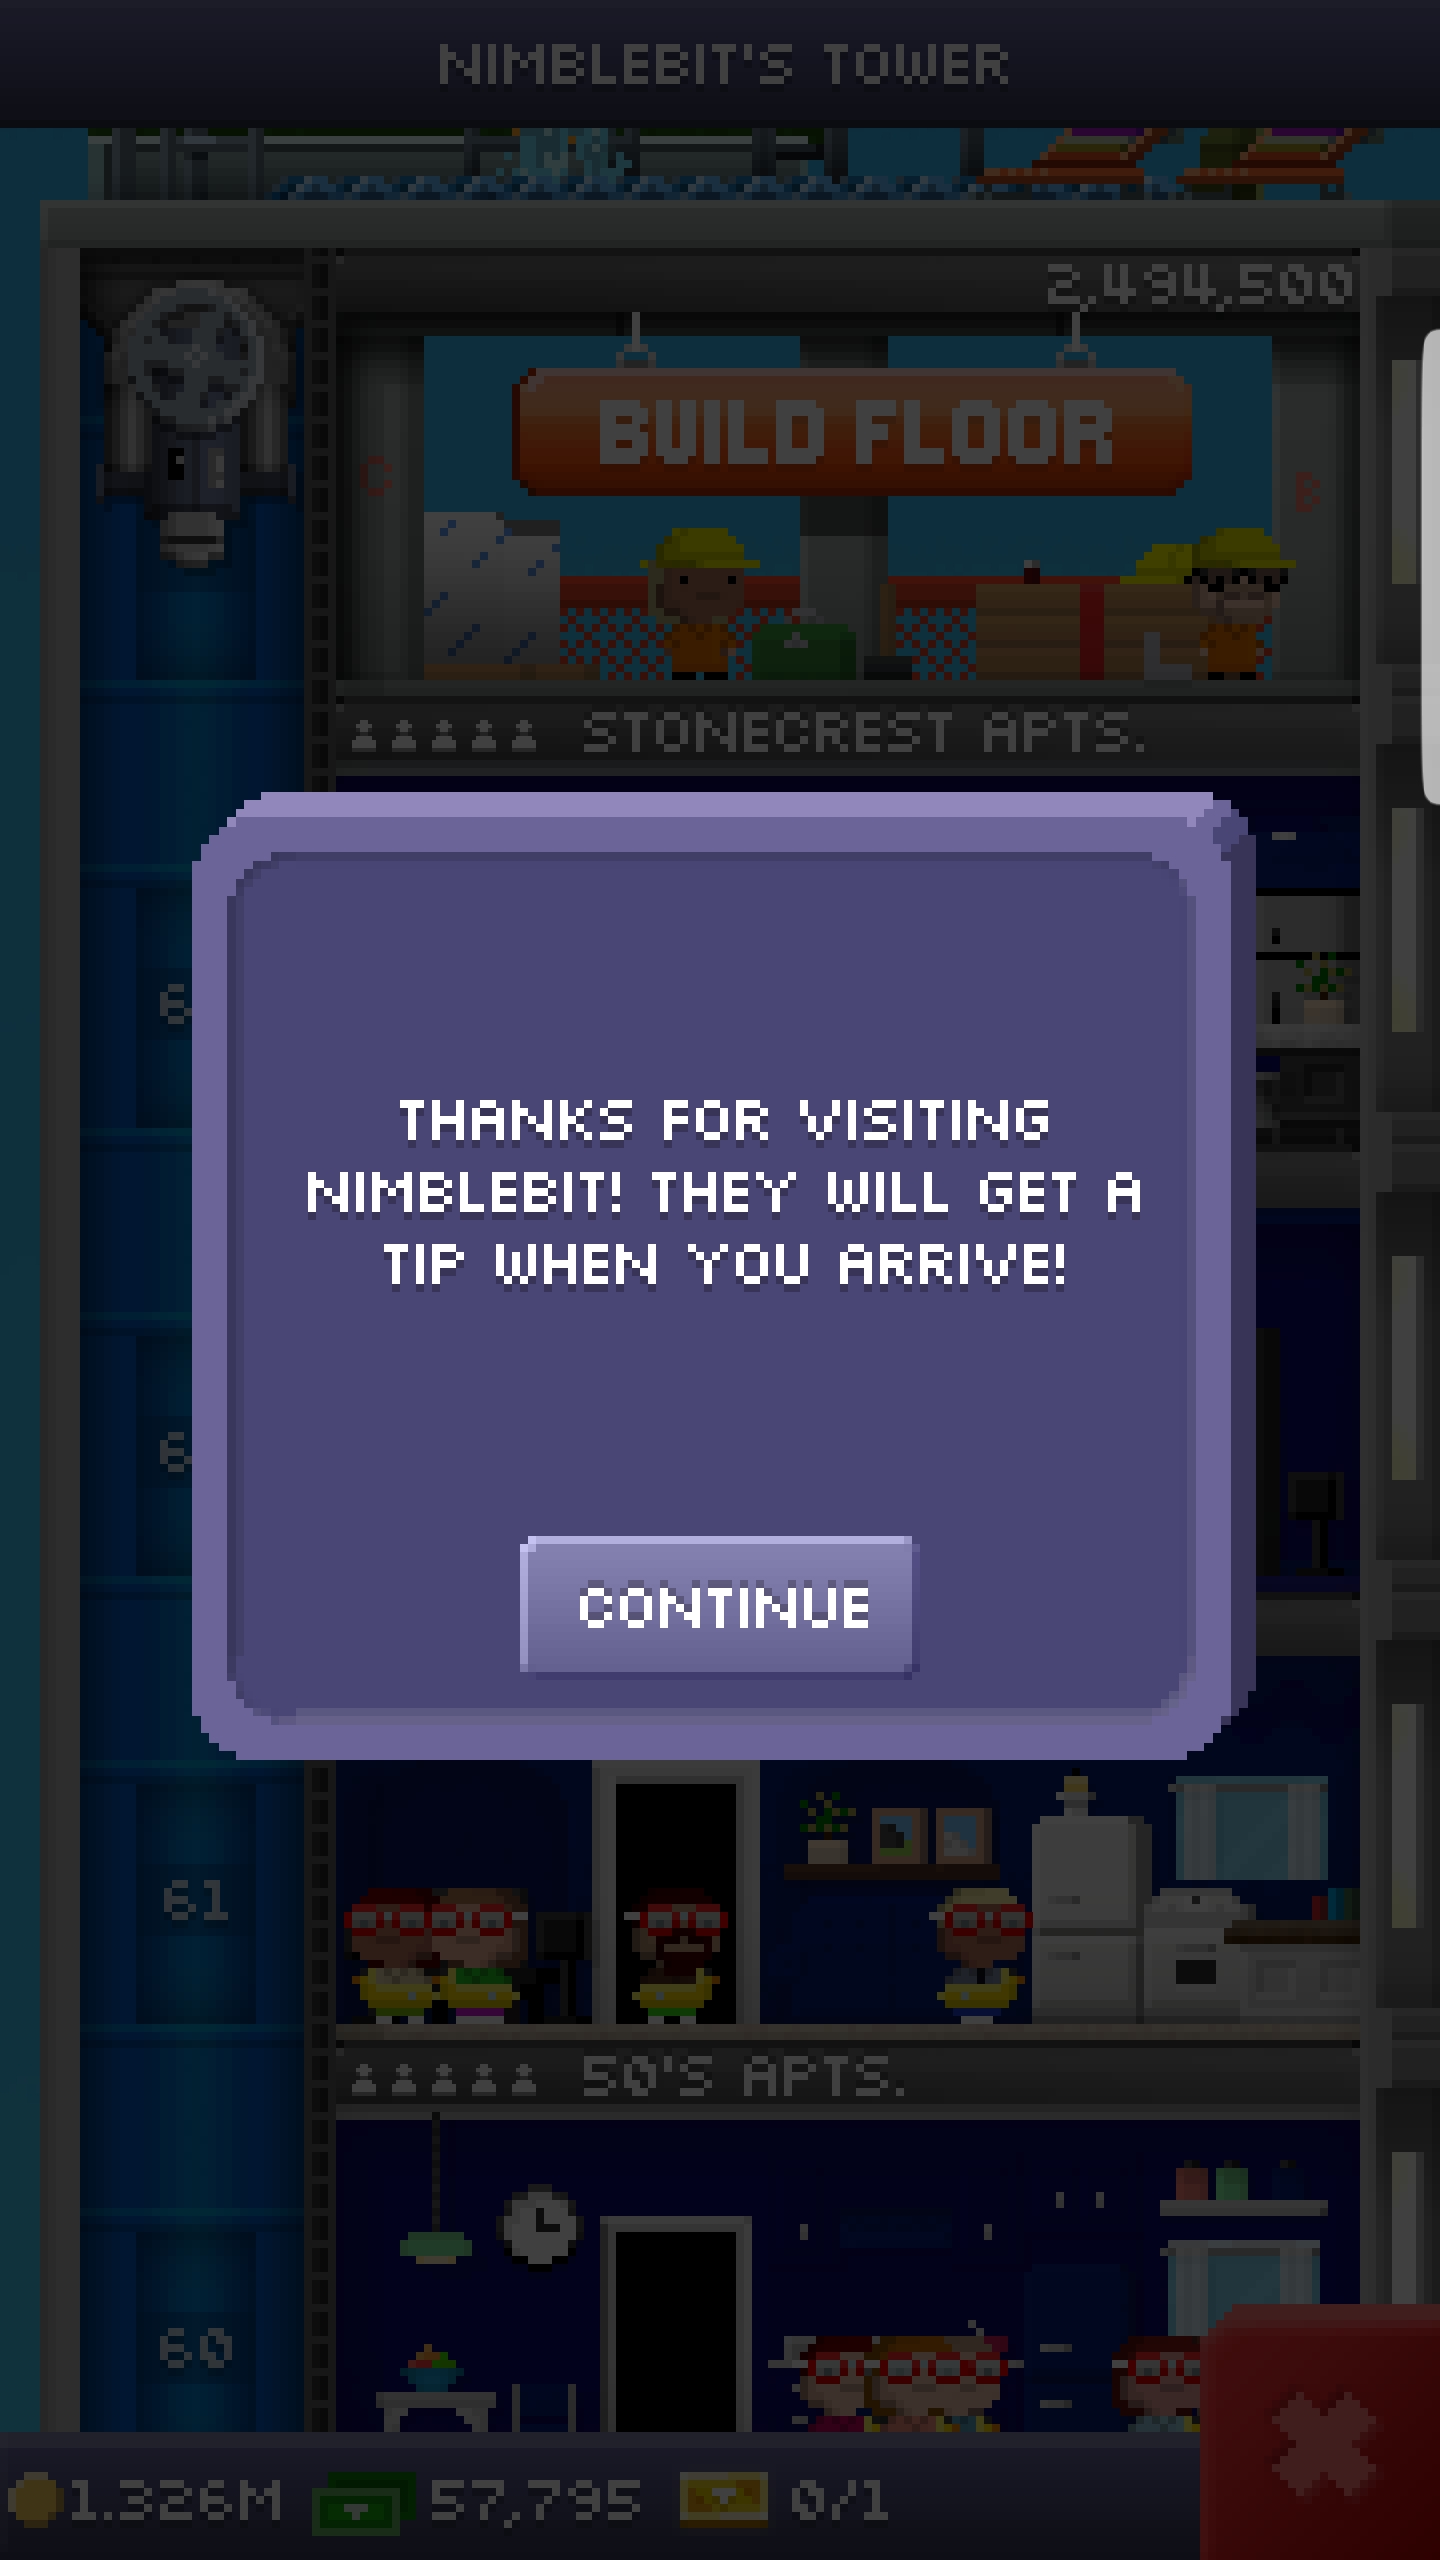 NIMBLEBIT'S TOWER
2,494,500
BUILD FLOOR
C
B
STONECREST APTS.
THANKS FOR VISITING
NIMBLEBIT! THEY WILL GET A
TIP WHEN YOU ARRIVE!
CONTINUE
61
50'S APTS.
60
1.326M 57,795 0/1